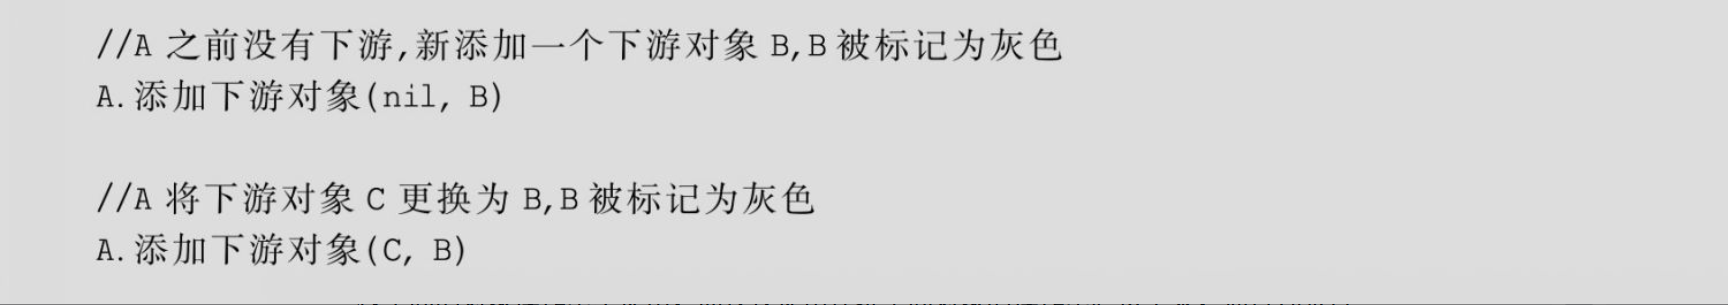 //A 之前没有下游,新添加一个下游对象 B,B 被标记为灰色
A.添加下游对象(nil, B)
//A 将下游对象 C 更换为 B,B 被标记为灰色
A.添加下游对象(C, B)